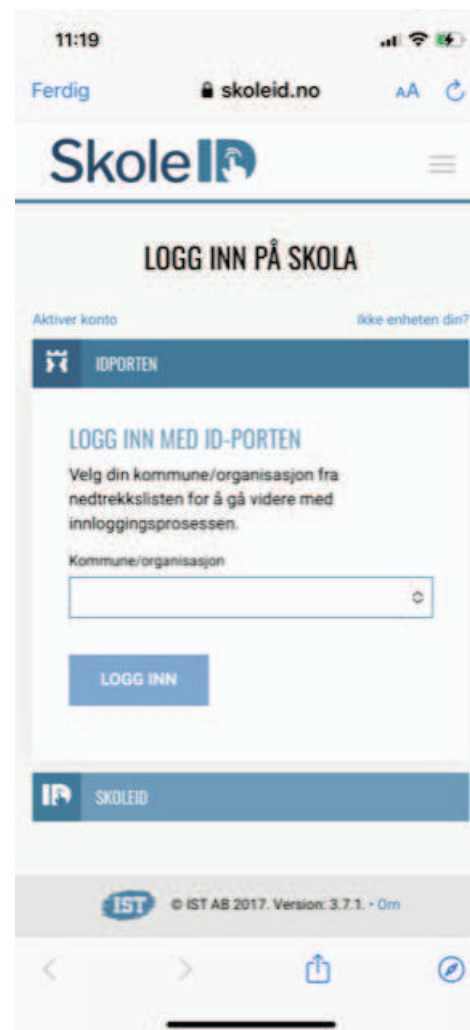 11:19
Ferdig
skoleid.no
AA
SkoleID
LOGG INN PÅ SKOLA
Aktiver konto
Ikke enheten din?
IDPORTEN
LOGG INN MED ID-PORTEN
Velg din kommune/organisasjon fra
nedtrekkslisten for å gå videre med
innloggingsprosessen.
Kommune/organisasjon
LOGG INN
ID SKOLEID
IST © IST AB 2017. Version: 3.7.1. • Om